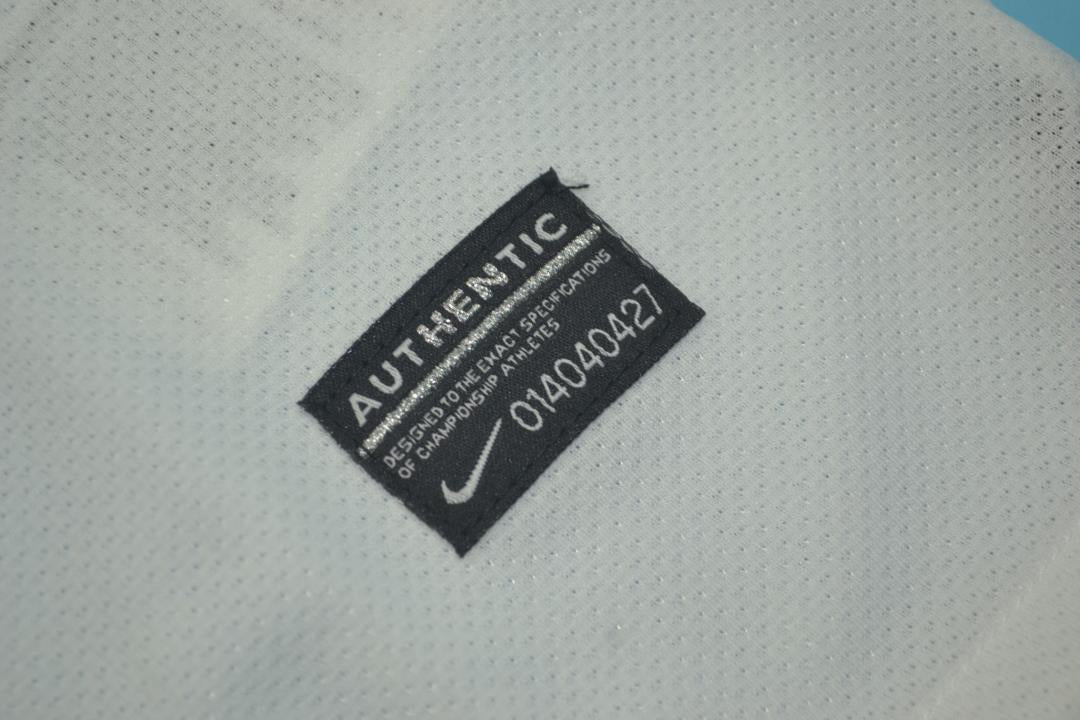 AUTHENTIC
DESIGNED TO THE EXACT SPECIFICATIONS
OF CHAMPIONSHIP ATHLETES
014040427